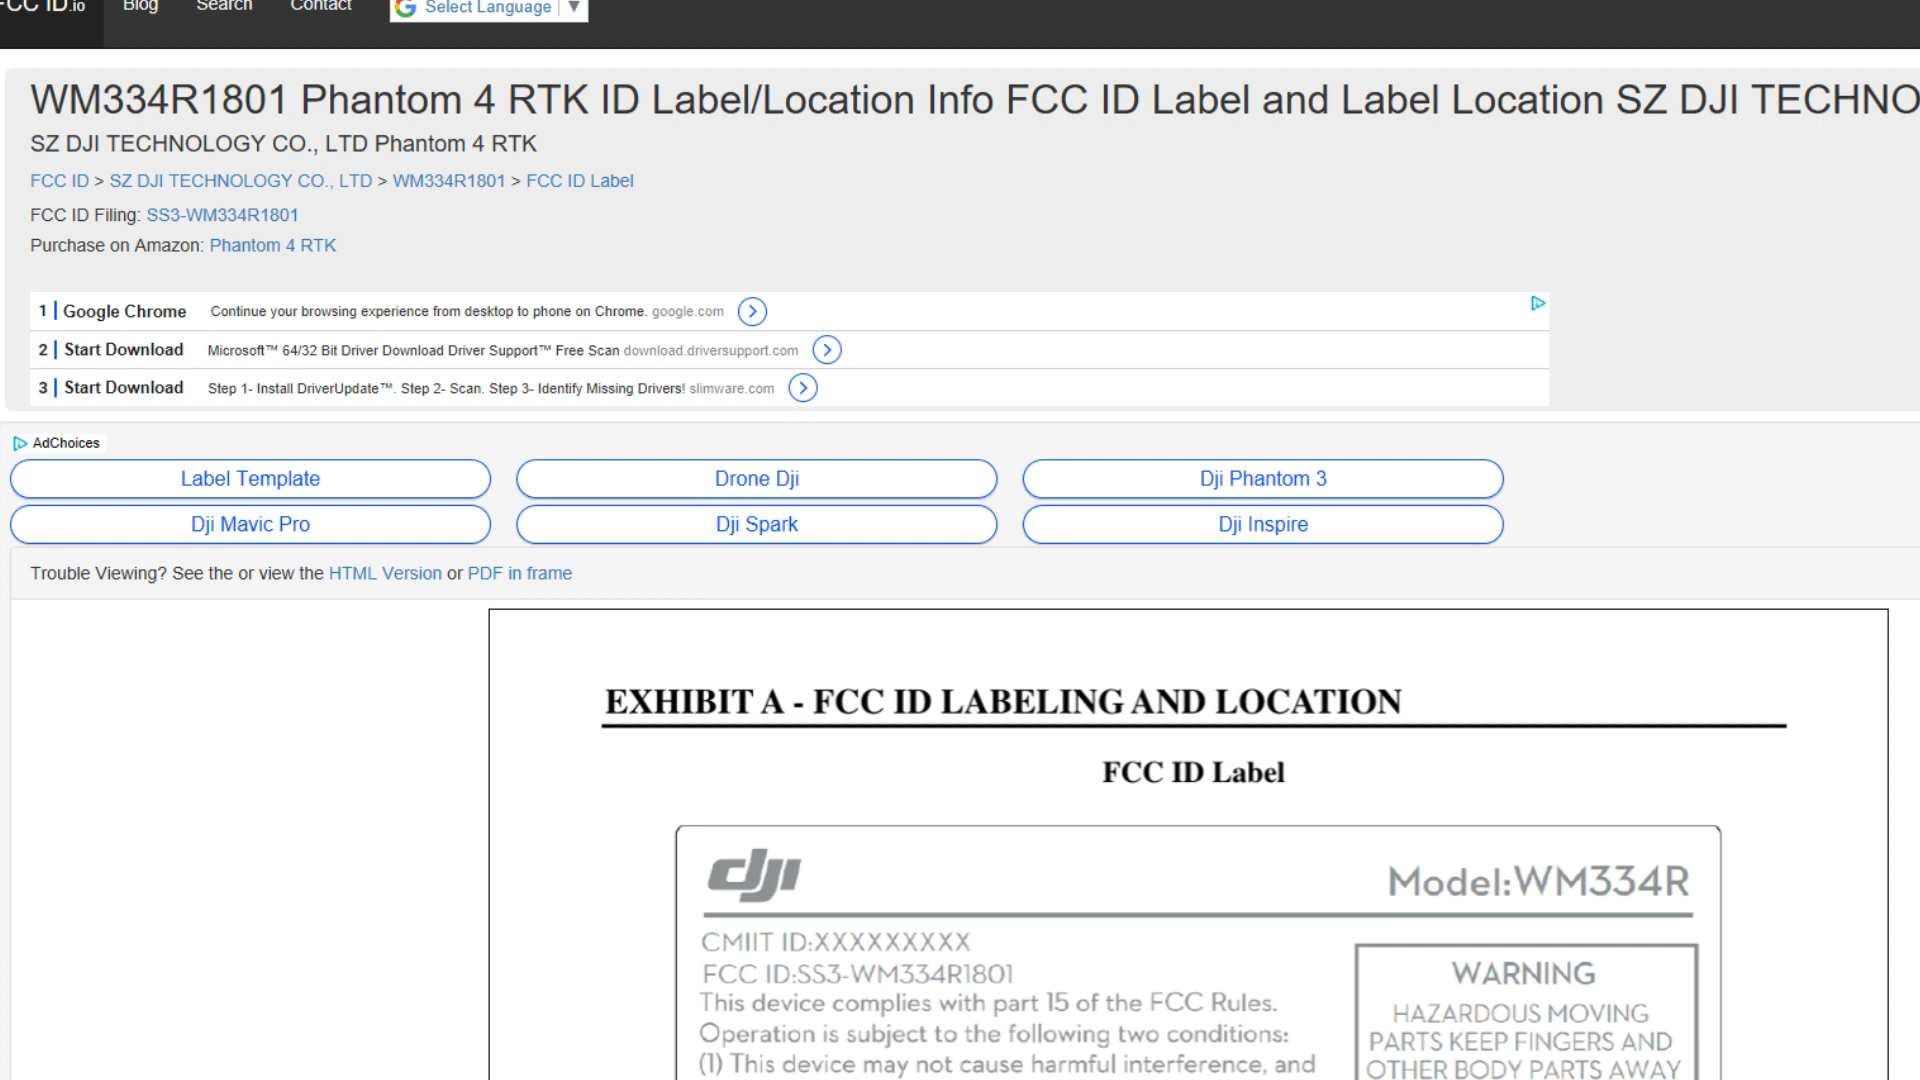 FCC ID.io Blog Search Contact Select Language ▼
WM334R1801 Phantom 4 RTK ID Label/Location Info FCC ID Label and Label Location SZ DJI TECHNO
SZ DJI TECHNOLOGY CO., LTD Phantom 4 RTK
FCC ID > SZ DJI TECHNOLOGY CO., LTD > WM334R1801 > FCC ID Label
FCC ID Filing: SS3-WM334R1801
Purchase on Amazon: Phantom 4 RTK
1 Google Chrome Continue your browsing experience from desktop to phone on Chrome. google.com
2 Start Download Microsoft™ 64/32 Bit Driver Download Driver Support™ Free Scan download.driversupport.com
3 Start Download Step 1- Install DriverUpdate™. Step 2- Scan. Step 3- Identify Missing Drivers! slimware.com
AdChoices
Label Template Drone Dji Dji Phantom 3
Dji Mavic Pro Dji Spark Dji Inspire
Trouble Viewing? See the or view the HTML Version or PDF in frame
EXHIBIT A - FCC ID LABELING AND LOCATION
FCC ID Label
dji Model:WM334R
CMIIT ID:XXXXXXXXX
FCC ID:SS3-WM334R1801
This device complies with part 15 of the FCC Rules.
Operation is subject to the following two conditions:
(1) This device may not cause harmful interference, and
WARNING
HAZARDOUS MOVING
PARTS KEEP FINGERS AND
OTHER BODY PARTS AWAY